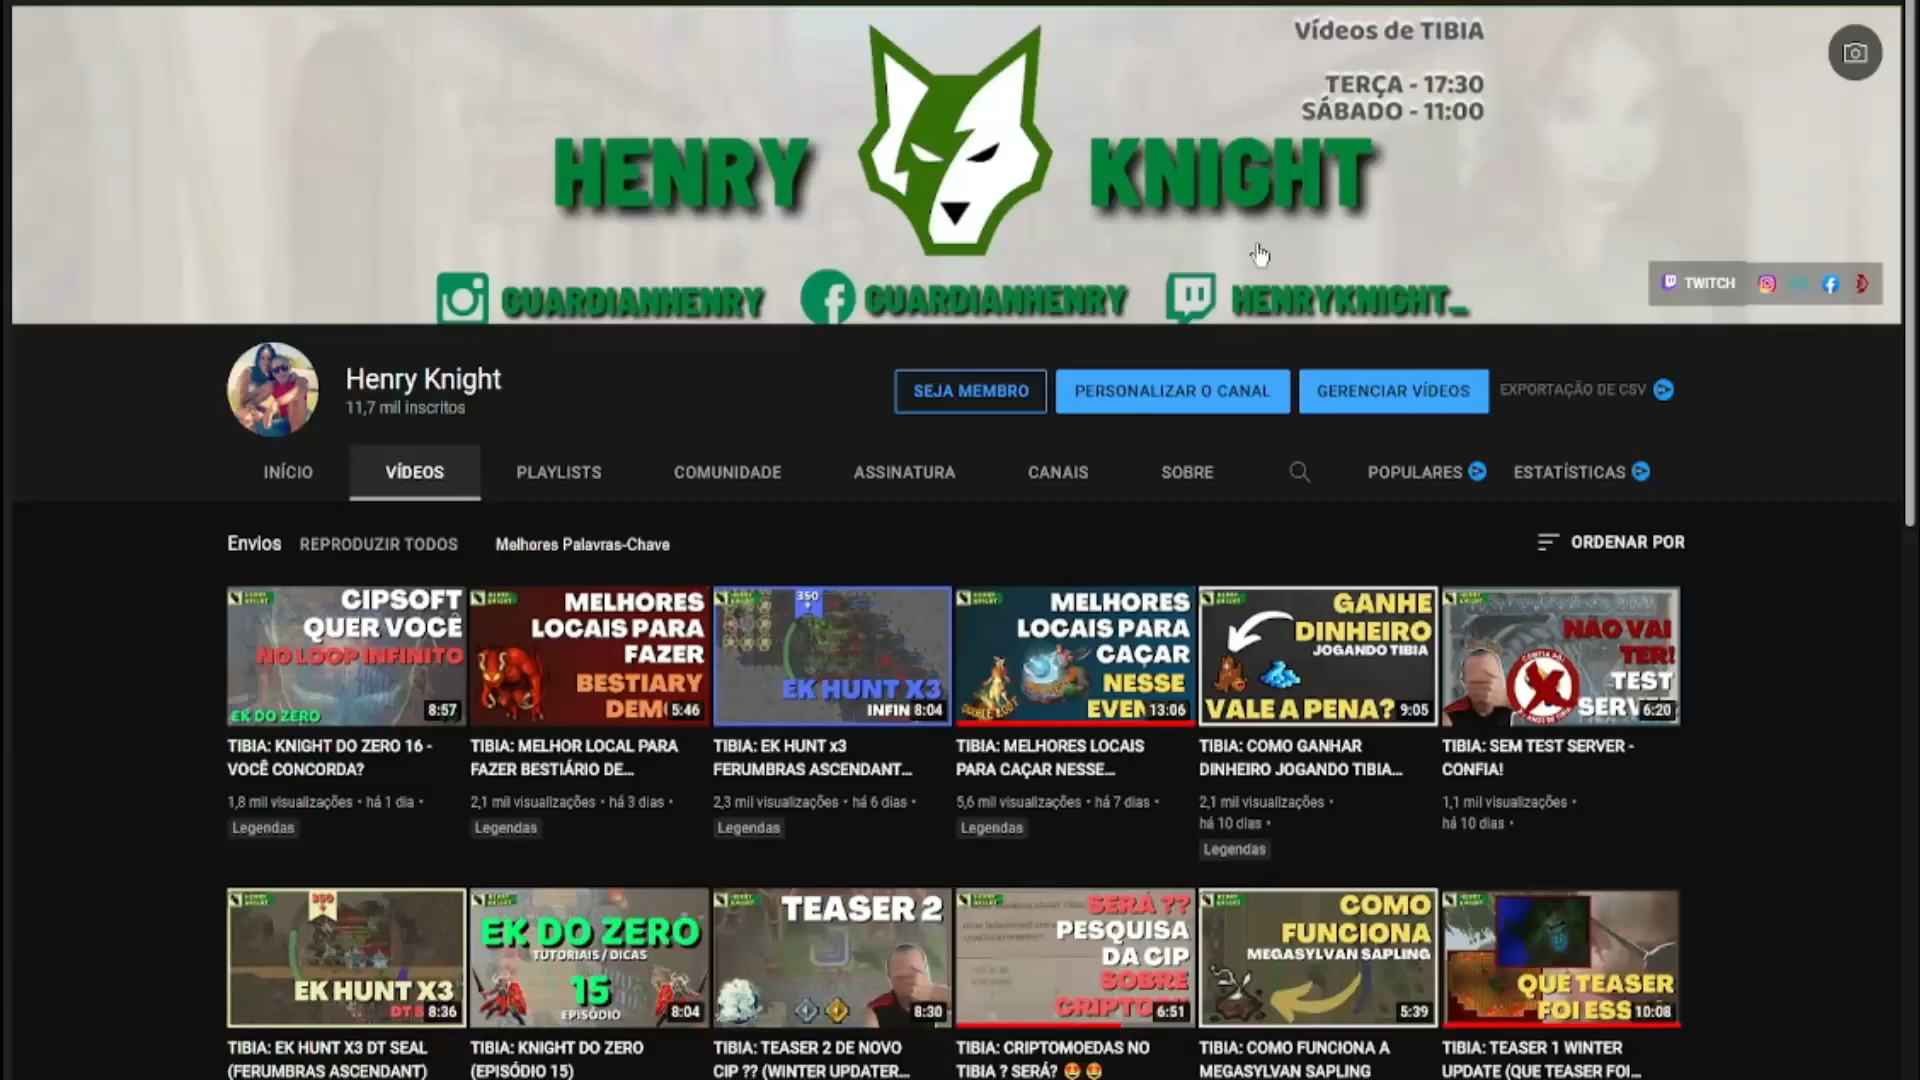 Vídeos de TIBIA
TERÇA - 17:30
SÁBADO - 11:00
HENRY KNIGHT
GUARDIANHENRY
GUARDIANHENRY
HENRYKNIGHT_
TWITCH
Henry Knight
11,7 mil inscritos
SEJA MEMBRO
PERSONALIZAR O CANAL
GERENCIAR VÍDEOS
EXPORTAÇÃO DE CSV
INÍCIO
VÍDEOS
PLAYLISTS
COMUNIDADE
ASSINATURA
CANAIS
SOBRE
POPULARES
ESTATÍSTICAS
Envios
REPRODUZIR TODOS
Melhores Palavras-Chave
ORDENAR POR
CIPSOFT
QUER VOCÊ
NO LOOP INFINITO
EK DO ZERO
8:57
TIBIA: KNIGHT DO ZERO 16 -
VOCÊ CONCORDA?
1,8 mil visualizações • há 1 dia •
Legendas
MELHORES
LOCAIS PARA
FAZER
BESTIARY
DEM
5:46
TIBIA: MELHOR LOCAL PARA
FAZER BESTIÁRIO DE...
2,1 mil visualizações • há 3 dias •
Legendas
350
+
EK HUNT X3
INFIN
8:04
TIBIA: EK HUNT x3
FERUMBRAS ASCENDANT...
2,3 mil visualizações • há 6 dias •
Legendas
MELHORES
LOCAIS PARA
CAÇAR
NESSE
EVEN
13:06
TIBIA: MELHORES LOCAIS
PARA CAÇAR NESSE...
5,6 mil visualizações • há 7 dias •
Legendas
GANHE
DINHEIRO
JOGANDO TIBIA
VALE A PENA?
9:05
TIBIA: COMO GANHAR
DINHEIRO JOGANDO TIBIA...
2,1 mil visualizações •
há 10 dias •
Legendas
NÃO VAI
TER!
TEST
SERV
6:20
TIBIA: SEM TEST SERVER -
CONFIA!
1,1 mil visualizações •
há 10 dias •
EK HUNT X3
8:36
TIBIA: EK HUNT X3 DT SEAL
(FERUMBRAS ASCENDANT)
EK DO ZERO
TUTORIAIS / DICAS
15
EPISÓDIO
8:04
TIBIA: KNIGHT DO ZERO
(EPISÓDIO 15)
TEASER 2
8:30
TIBIA: TEASER 2 DE NOVO
CIP ?? (WINTER UPDATER...
SERÁ ??
PESQUISA
DA CIP
SOBRE
CRIPTO
6:51
TIBIA: CRIPTOMOEDAS NO
TIBIA ? SERÁ? 😍 😍
COMO
FUNCIONA
MEGASYLVAN SAPLING
5:39
TIBIA: COMO FUNCIONA A
MEGASYLVAN SAPLING
QUE TEASER
FOI ESS
10:08
TIBIA: TEASER 1 WINTER
UPDATE (QUE TEASER FOI...